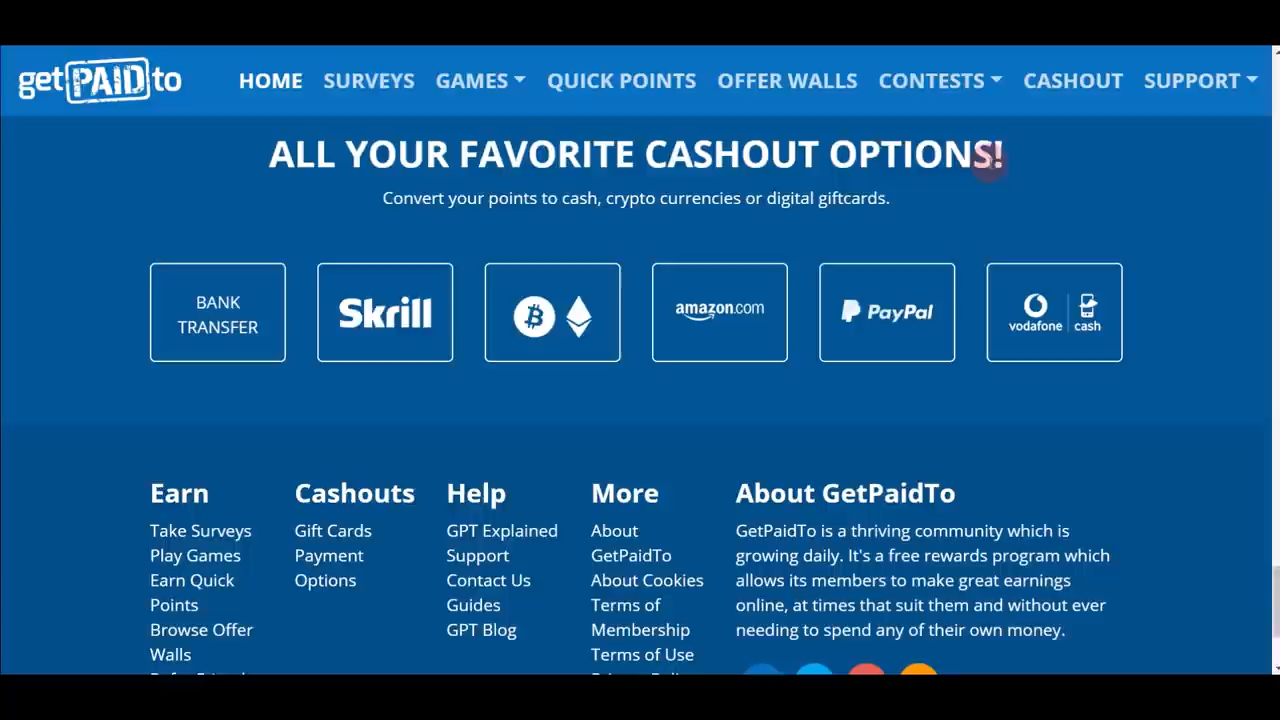 getPAIDto HOME SURVEYS GAMES QUICK POINTS OFFER WALLS CONTESTS CASHOUT SUPPORT
ALL YOUR FAVORITE CASHOUT OPTIONS!
Convert your points to cash, crypto currencies or digital giftcards.
BANK
TRANSFER
Skrill
amazon.com
PayPal
vodafone cash
Earn
Take Surveys
Play Games
Earn Quick
Points
Browse Offer
Walls
Cashouts
Gift Cards
Payment
Options
Help
GPT Explained
Support
Contact Us
Guides
GPT Blog
More
About
GetPaidTo
About Cookies
Terms of
Membership
Terms of Use
About GetPaidTo
GetPaidTo is a thriving community which is
growing daily. It's a free rewards program which
allows its members to make great earnings
online, at times that suit them and without ever
needing to spend any of their own money.